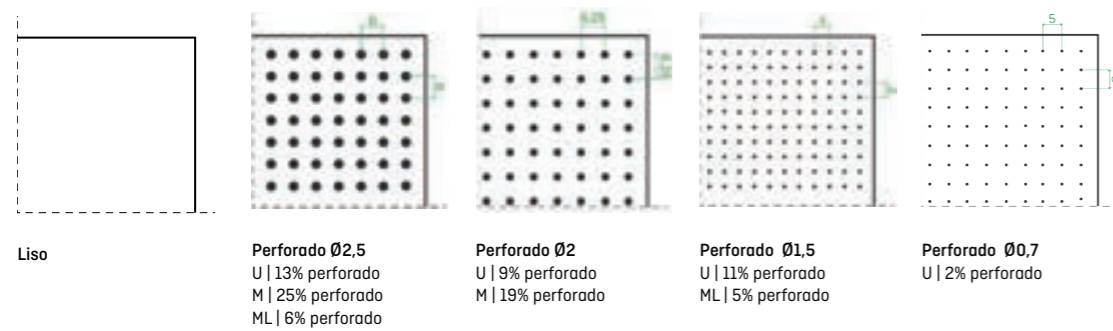 5
Liso
Perforado Ø2,5
U | 13% perforado
M | 25% perforado
ML | 6% perforado
Perforado Ø2
U | 9% perforado
M | 19% perforado
Perforado Ø1,5
U | 11% perforado
ML | 5% perforado
Perforado Ø0,7
U | 2% perforado